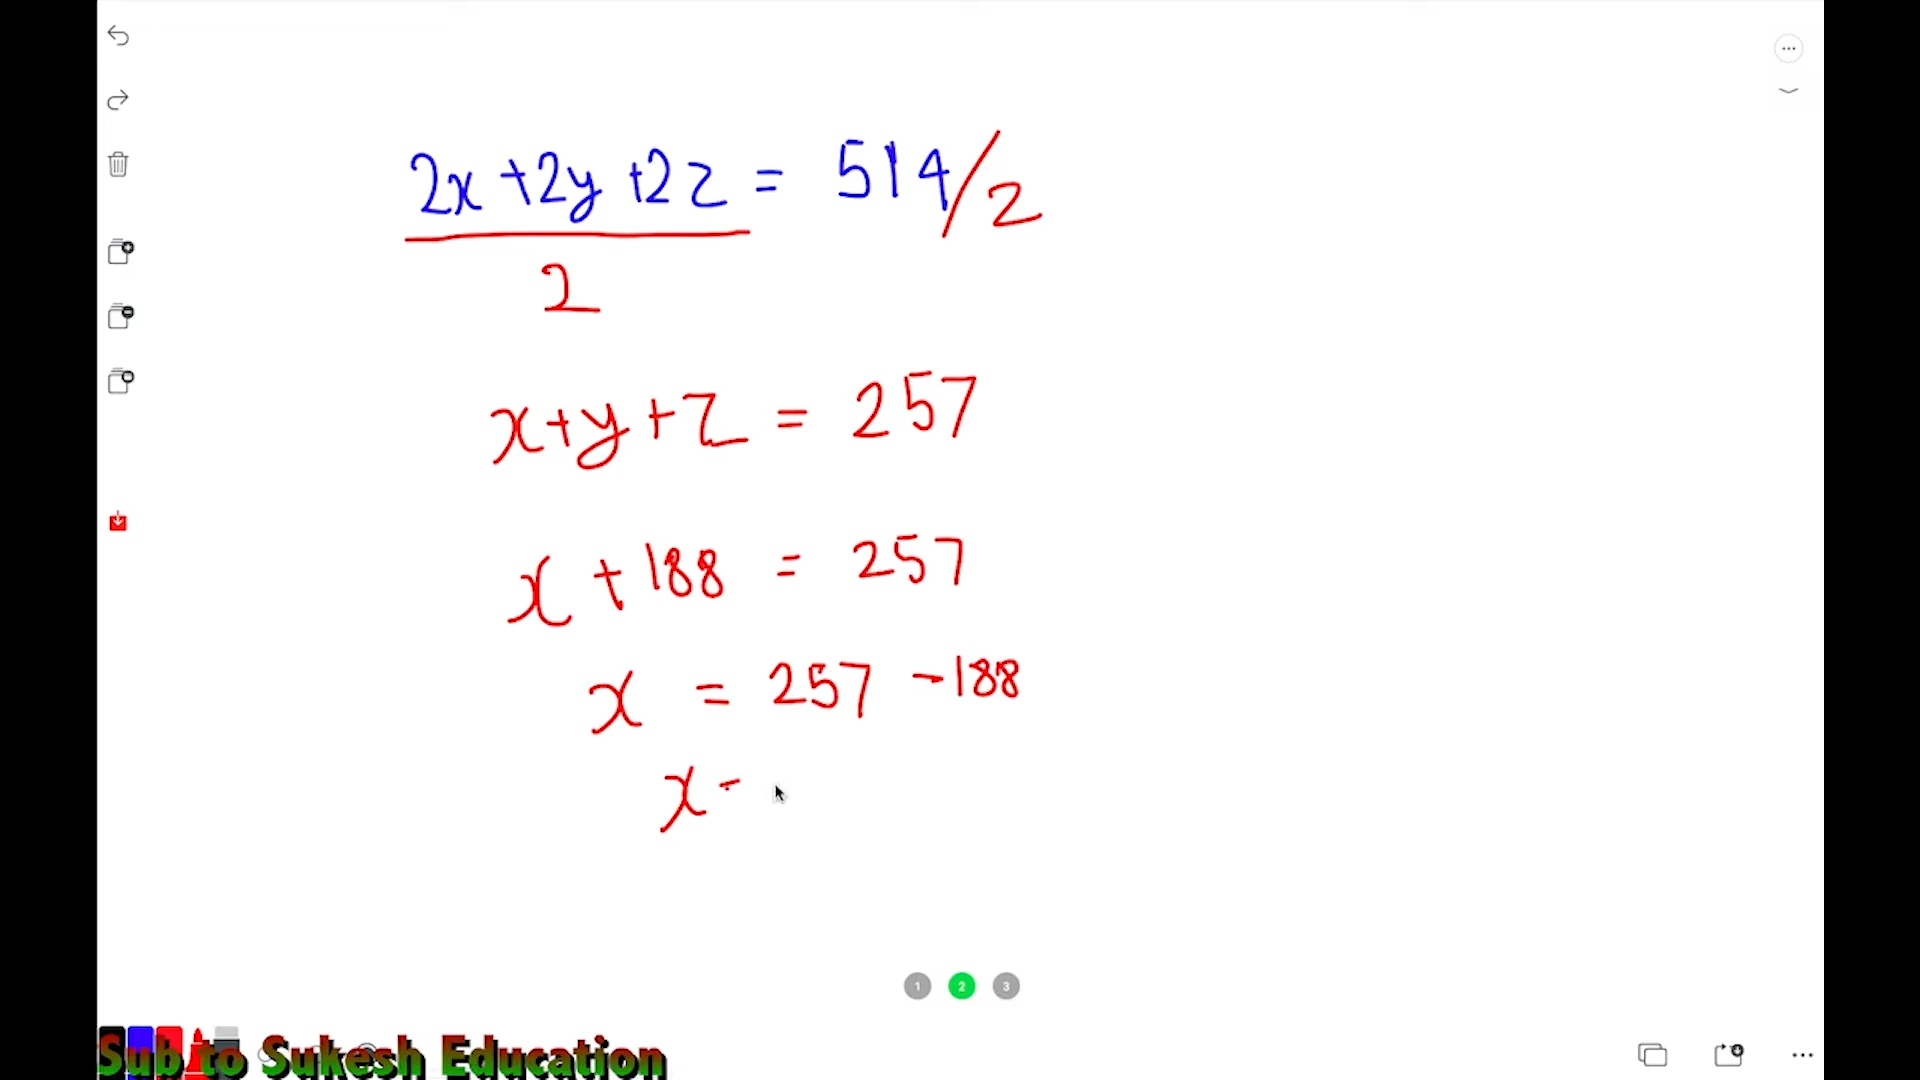 2x + 2y + 2z = 514/2
2
x + y + z = 257
x + 188 = 257
x = 257 - 188
x -
1 2 3
Sub to Sukesh Education